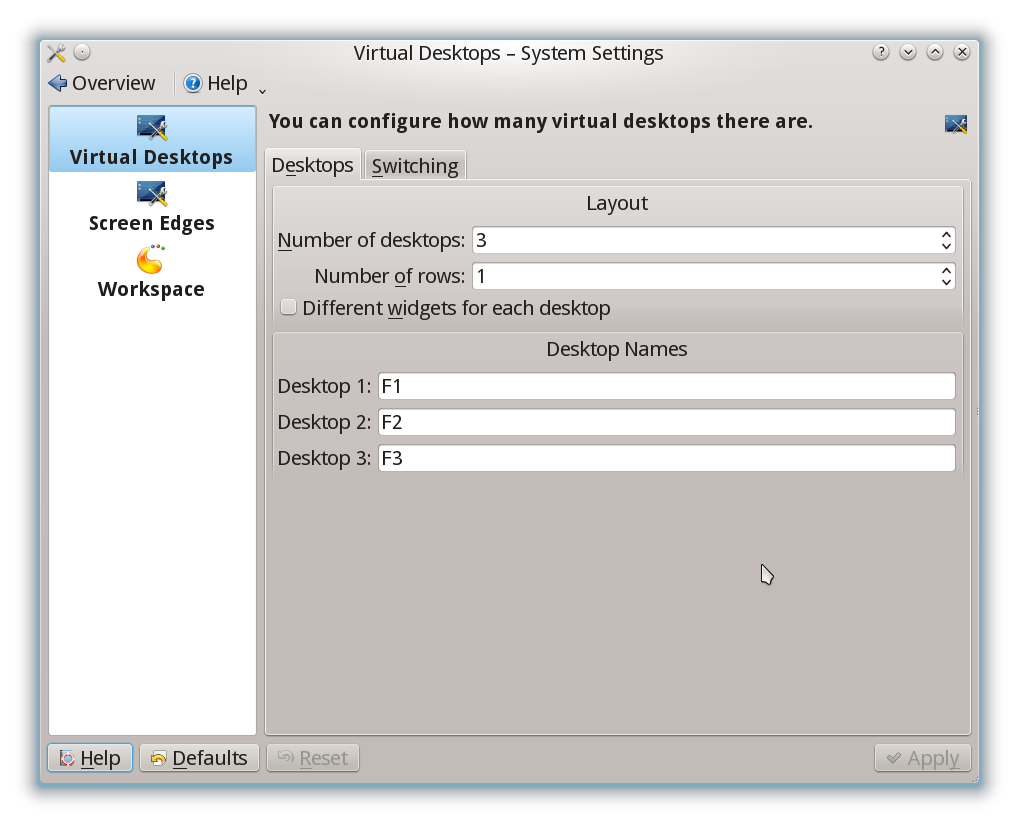 Virtual Desktops – System Settings
Overview Help
Virtual Desktops
Screen Edges
Workspace
You can configure how many virtual desktops there are.
Desktops Switching
Layout
Number of desktops: 3
Number of rows: 1
Different widgets for each desktop
Desktop Names
Desktop 1: F1
Desktop 2: F2
Desktop 3: F3
Help Defaults Reset Apply